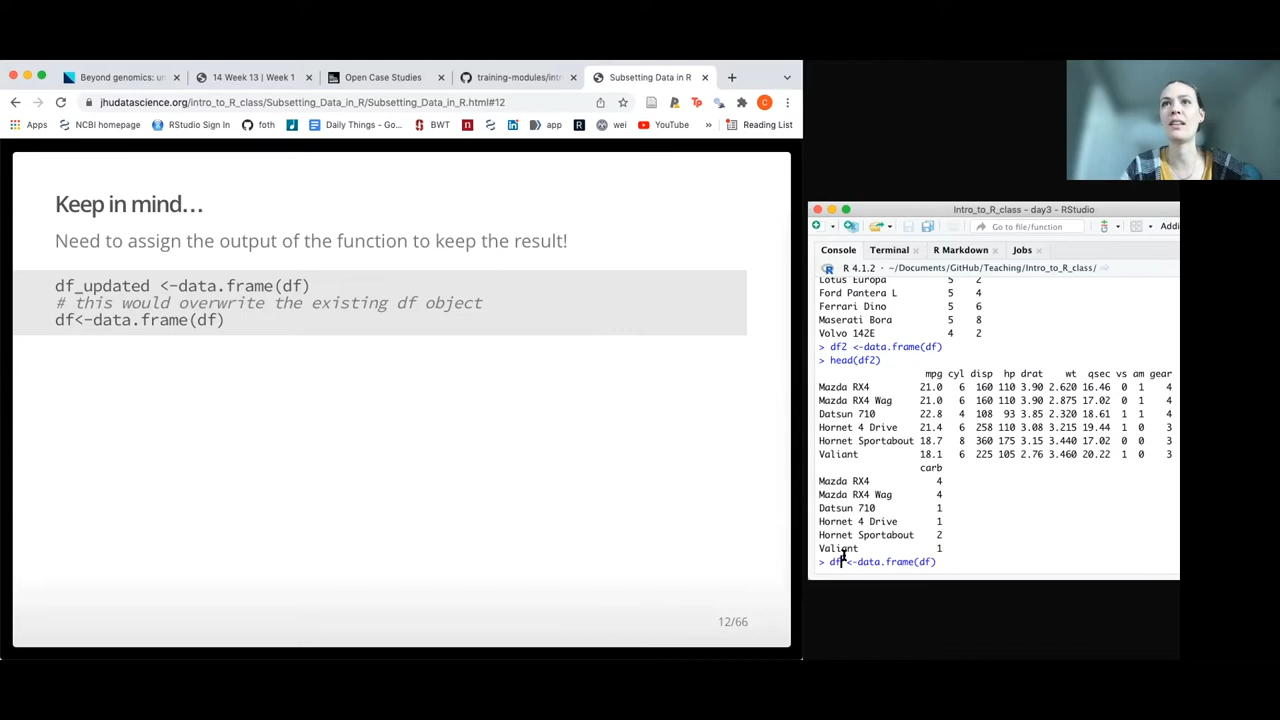 Beyond genomics: un
14 Week 13 | Week 1
Open Case Studies
training-modules/intr
Subsetting Data in R
jhudatascience.org/intro_to_R_class/Subsetting_Data_in_R/Subsetting_Data_in_R.html#12
Apps
NCBI homepage
RStudio Sign In
foth
Daily Things - Go...
BWT
app
wei
YouTube
»
Reading List
Keep in mind…
Need to assign the output of the function to keep the result!
df_updated <-data.frame(df)
# this would overwrite the existing df object
df<-data.frame(df)
12/66
Intro_to_R_class - day3 - RStudio
Go to file/function
Addi
Console Terminal R Markdown Jobs
R 4.1.2 · ~/Documents/GitHub/Teaching/Intro_to_R_class/
Lotus Europa 5 2
Ford Pantera L 5 4
Ferrari Dino 5 6
Maserati Bora 5 8
Volvo 142E 4 2
> df2 <-data.frame(df)
> head(df2)
mpg cyl disp hp drat wt qsec vs am gear
Mazda RX4 21.0 6 160 110 3.90 2.620 16.46 0 1 4
Mazda RX4 Wag 21.0 6 160 110 3.90 2.875 17.02 0 1 4
Datsun 710 22.8 4 108 93 3.85 2.320 18.61 1 1 4
Hornet 4 Drive 21.4 6 258 110 3.08 3.215 19.44 1 0 3
Hornet Sportabout 18.7 8 360 175 3.15 3.440 17.02 0 0 3
Valiant 18.1 6 225 105 2.76 3.460 20.22 1 0 3
carb
Mazda RX4 4
Mazda RX4 Wag 4
Datsun 710 1
Hornet 4 Drive 1
Hornet Sportabout 2
Valiant 1
> df <-data.frame(df)